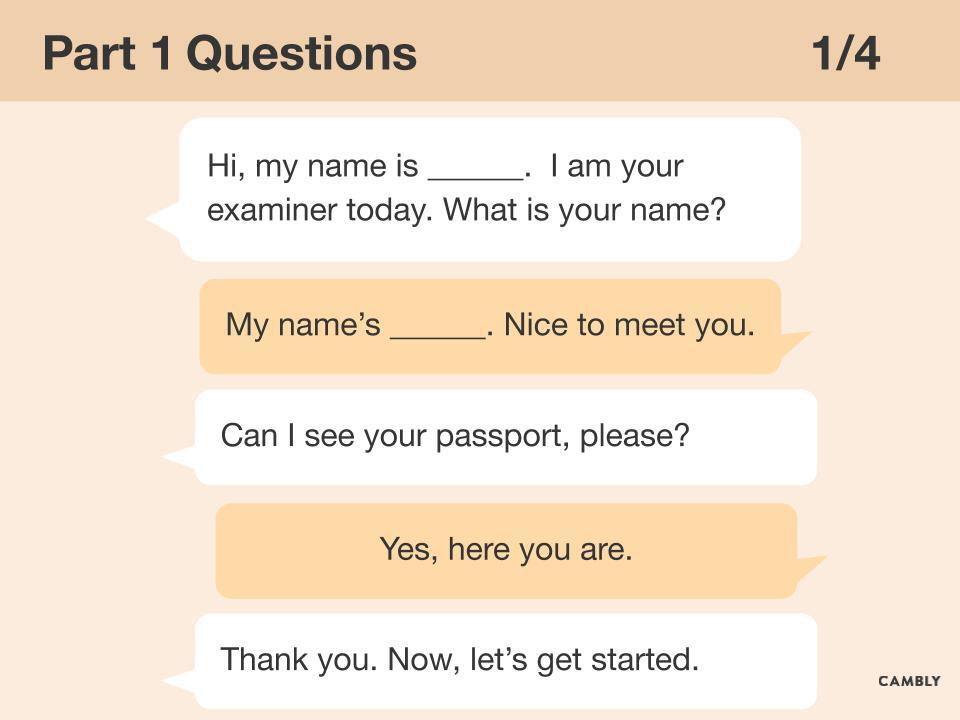 Part 1 Questions
1/4
Hi, my name is ______.  I am your
examiner today. What is your name?
My name’s ______. Nice to meet you.
Can I see your passport, please?
Yes, here you are.
Thank you. Now, let’s get started.
CAMBLY